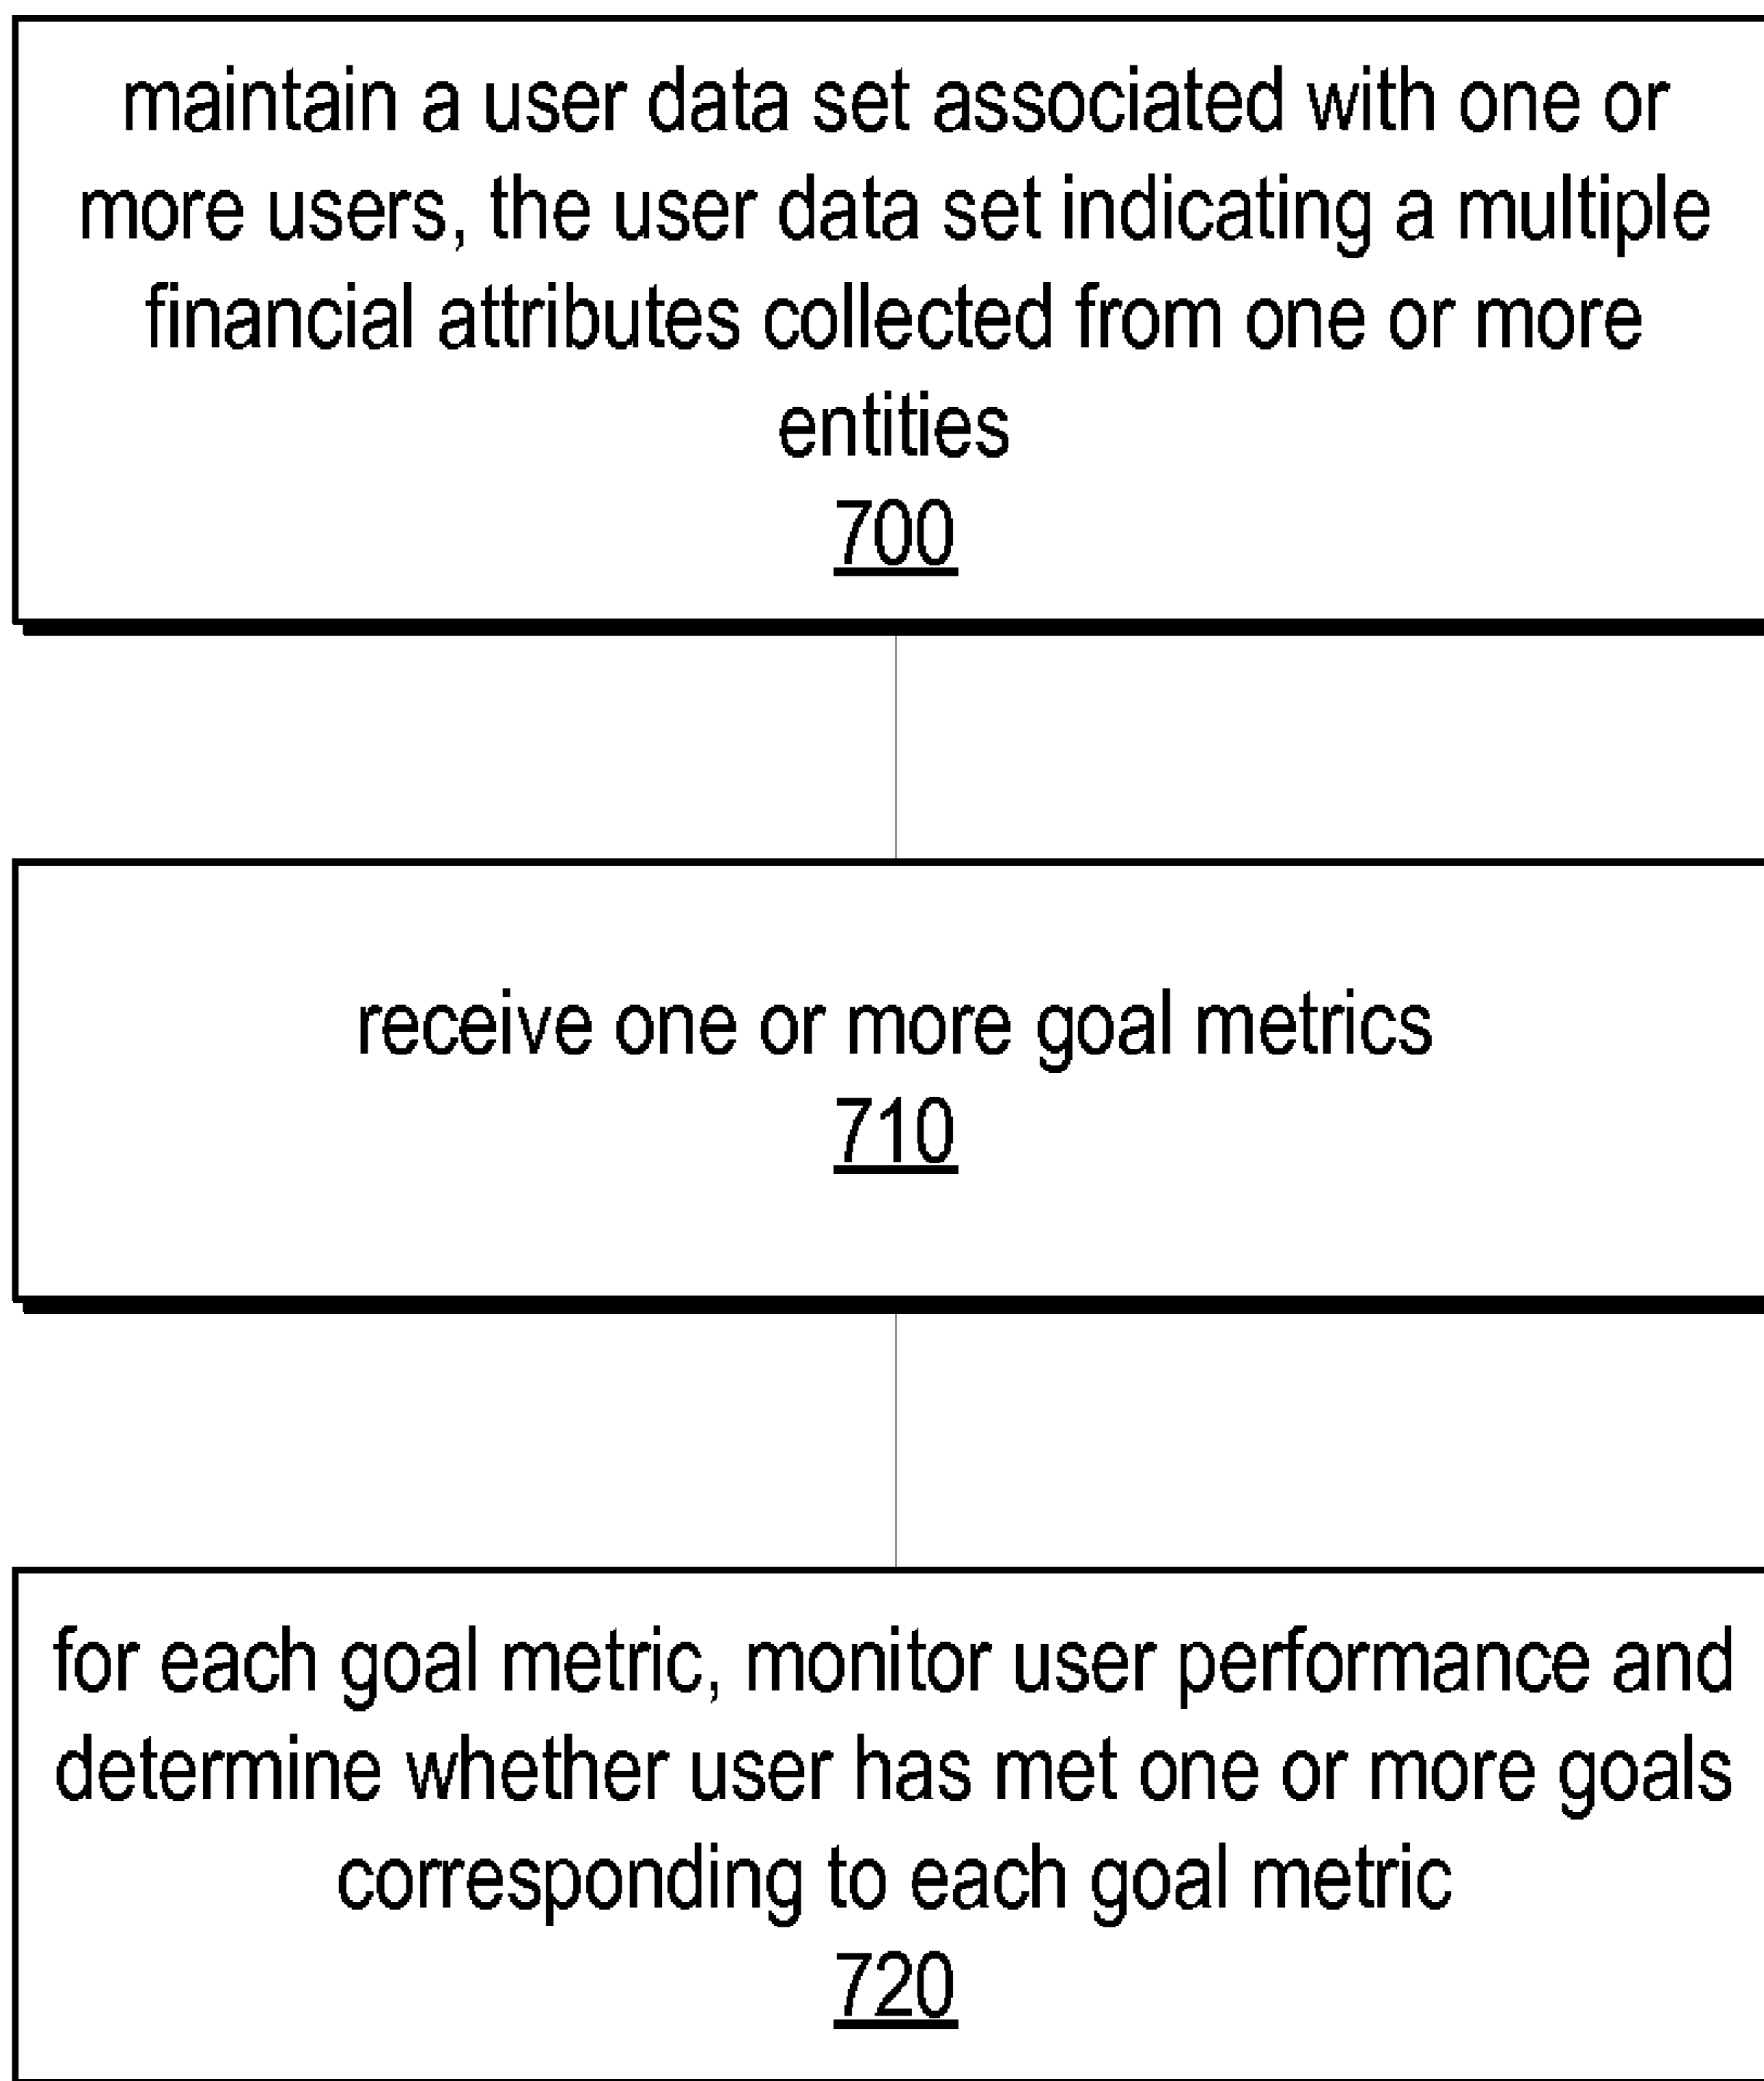 maintain a user data set associated with one or
more users, the user data set indicating a multiple
financial attributes collected from one or more
entities
700
receive one or more goal metrics
710
for each goal metric, monitor user performance and
determine whether user has met one or more goals
corresponding to each goal metric
720